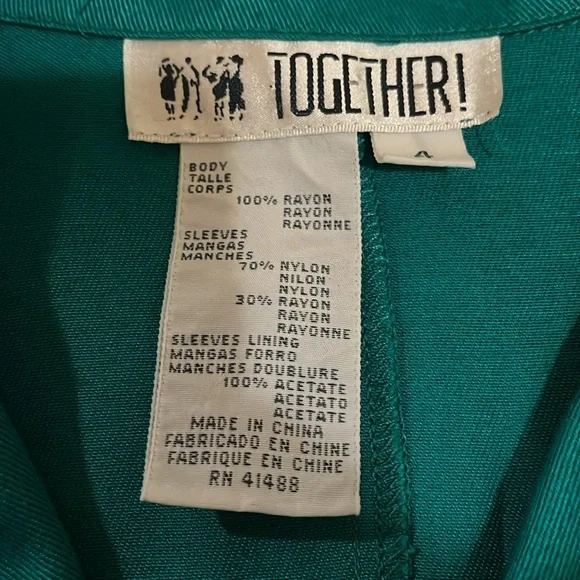 TOGETHER!
BODY
TALLE
CORPS
100% RAYON
RAYON
RAYONNE
SLEEVES
MANGAS
MANCHES
70% NYLON
NILON
NYLON
30% RAYON
RAYON
RAYONNE
SLEEVES LINING
MANGAS FORRO
MANCHES DOUBLURE
100% ACETATE
ACETATO
ACETATE
MADE IN CHINA
FABRICADO EN CHINE
FABRIQUE EN CHINE
RN 41488